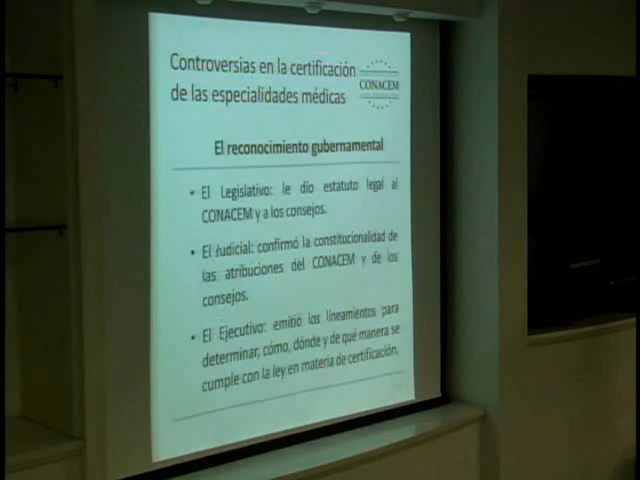 Controversias en la certificación
de las especialidades médicas
CONACEM
El reconocimiento gubernamental
• El Legislativo: le dio estatuto legal al
CONACEM y a los consejos.
• El Judicial: confirmó la constitucionalidad de
las atribuciones del CONACEM y de los
consejos.
• El Ejecutivo: emitió los lineamientos para
determinar, cómo, dónde y de qué manera se
cumple con la ley en materia de certificación.